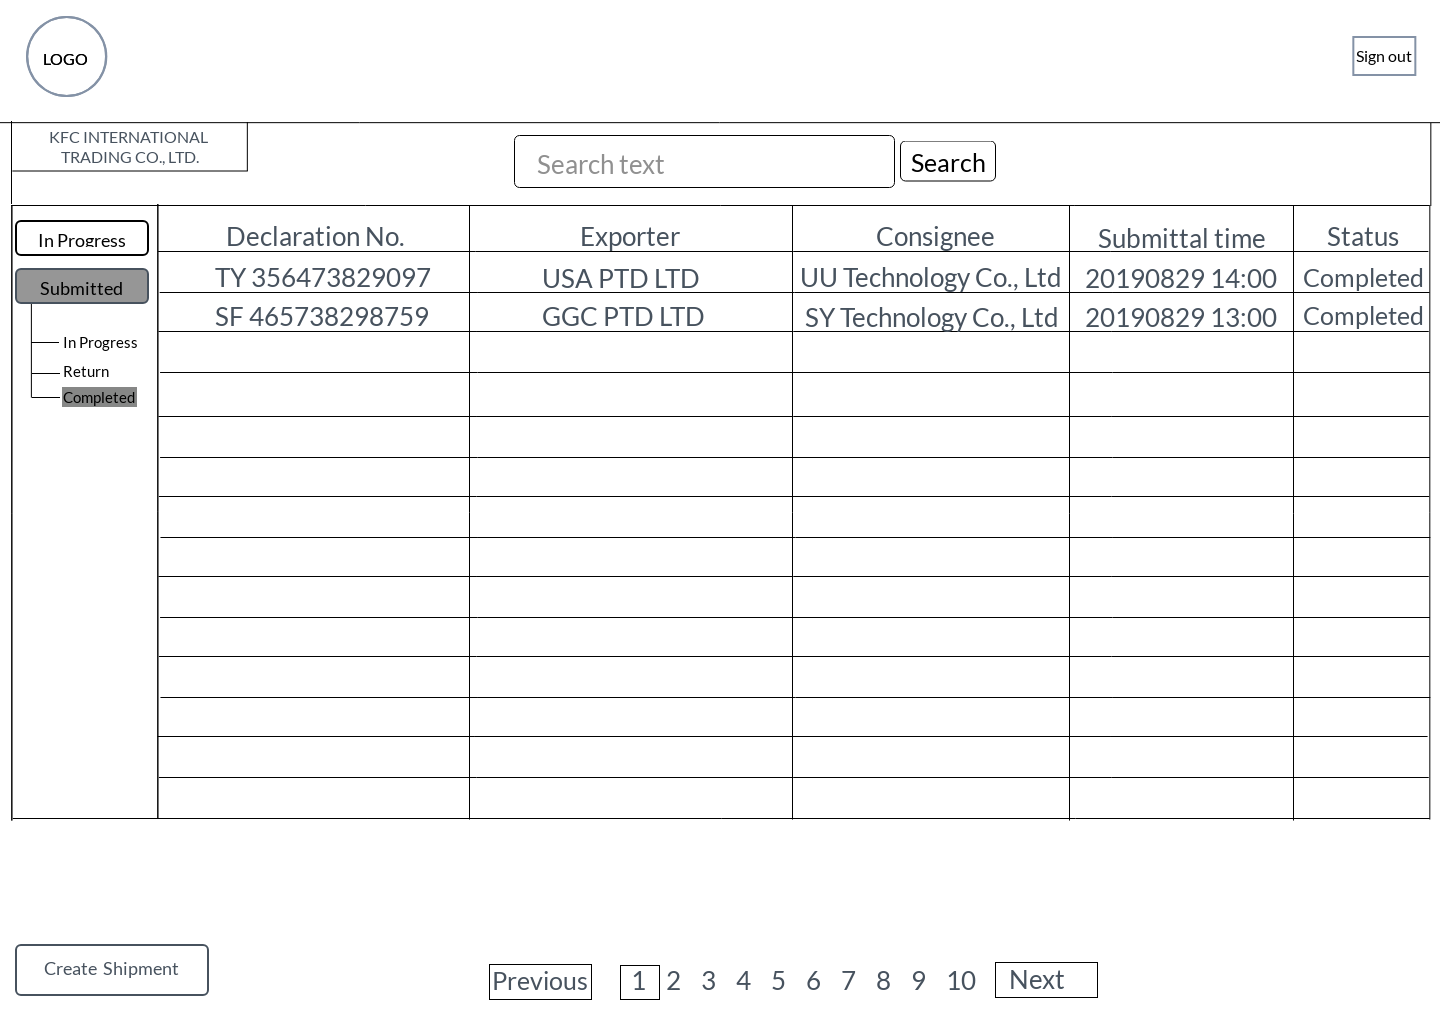 LOGO
Sign out
KFC INTERNATIONAL
TRADING CO., LTD.
Search text
Search
In Progress
Submitted
In Progress
Return
Completed
Declaration No. Exporter Consignee Submittal time Status
TY 356473829097 USA PTD LTD UU Technology Co., Ltd 20190829 14:00 Completed
SF 465738298759 GGC PTD LTD SY Technology Co., Ltd 20190829 13:00 Completed
Create Shipment
Previous 1 2 3 4 5 6 7 8 9 10 Next